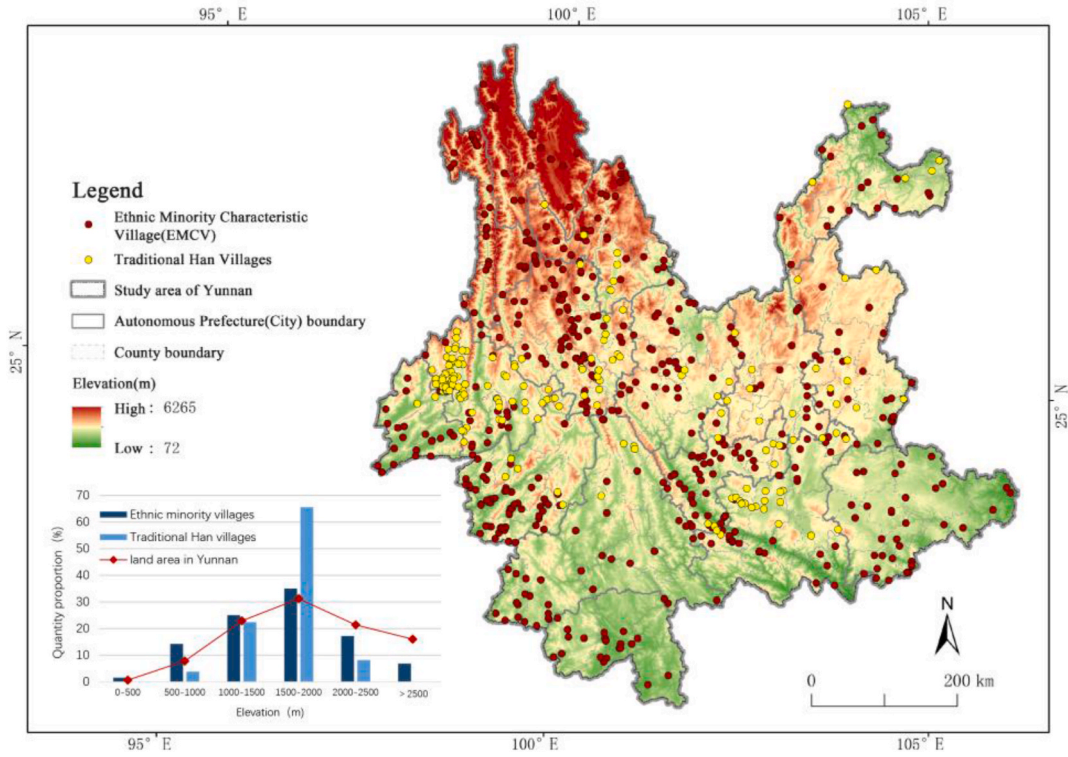 95° E 100° E 105° E
25° N
Legend
Ethnic Minority Characteristic
Village(EMCV)
Traditional Han Villages
Study area of Yunnan
Autonomous Prefecture(City) boundary
County boundary
Elevation(m)
High : 6265
Low : 72
25° N
70
60
50
40
30
20
10
0
Quantity proportion (%)
Ethnic minority villages
Traditional Han villages
land area in Yunnan
0-500 500-1000 1000-1500 1500-2000 2000-2500 >2500
Elevation (m)
N
0 200 km
95° E 100° E 105° E